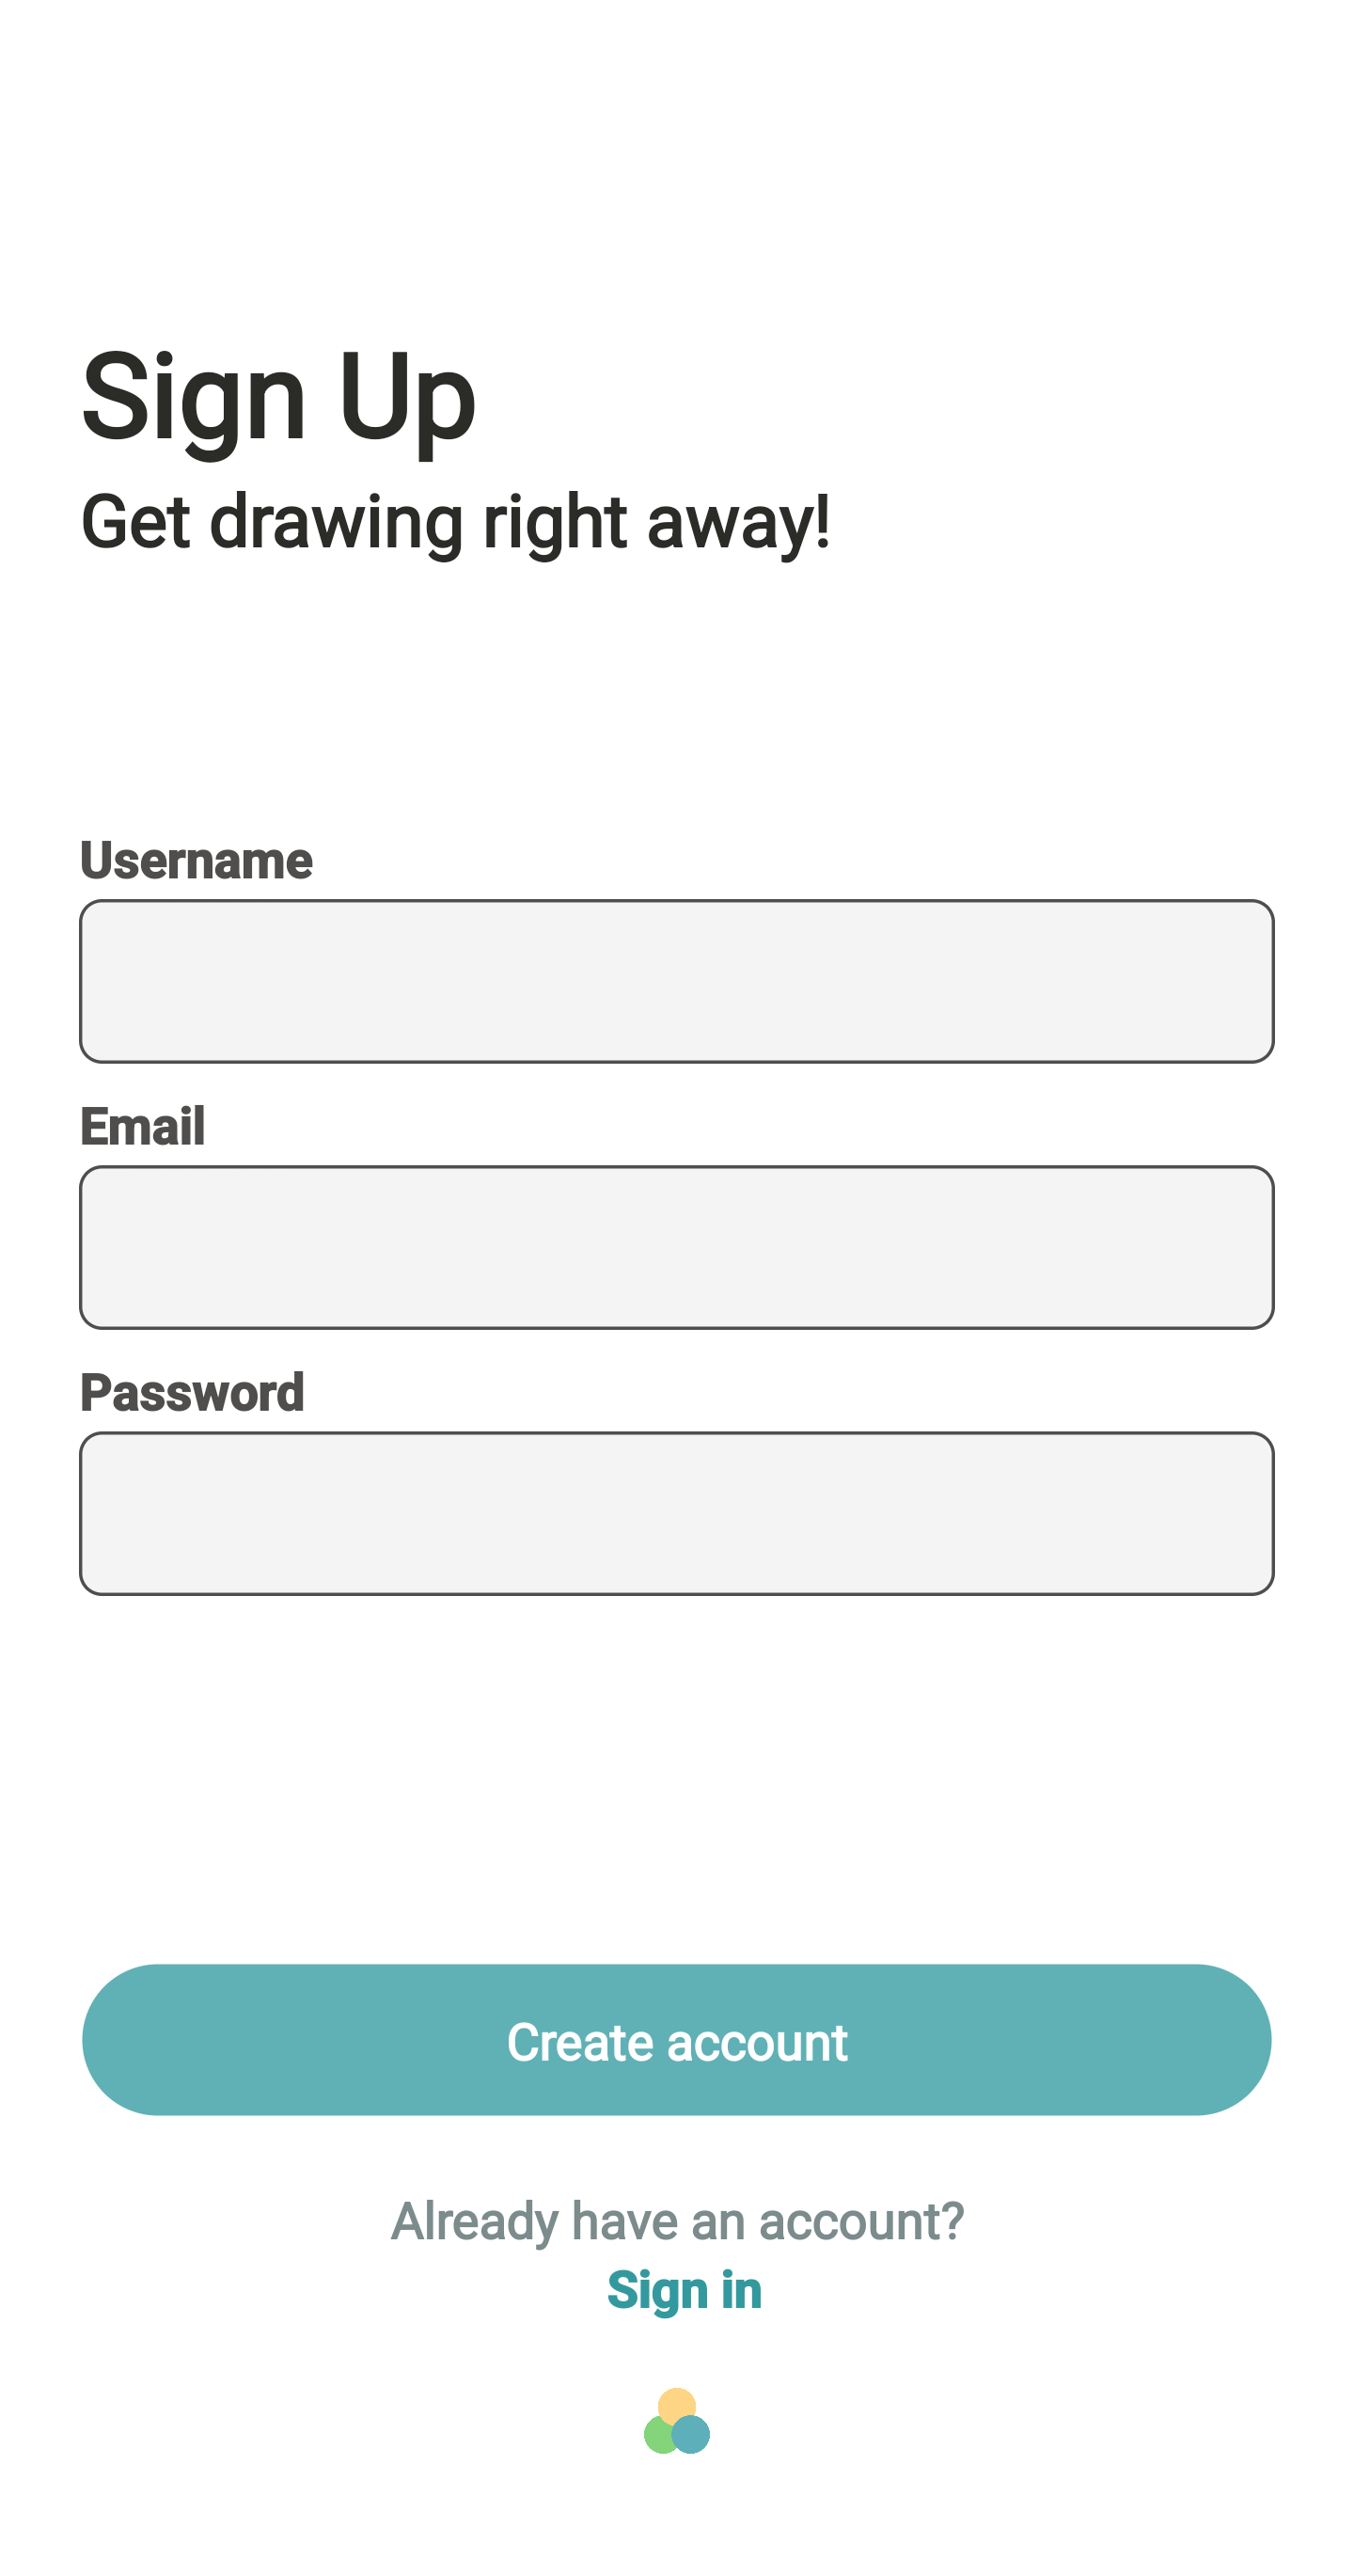 Sign Up
Get drawing right away!
Username
Email
Password
Create account
Already have an account?
Sign in